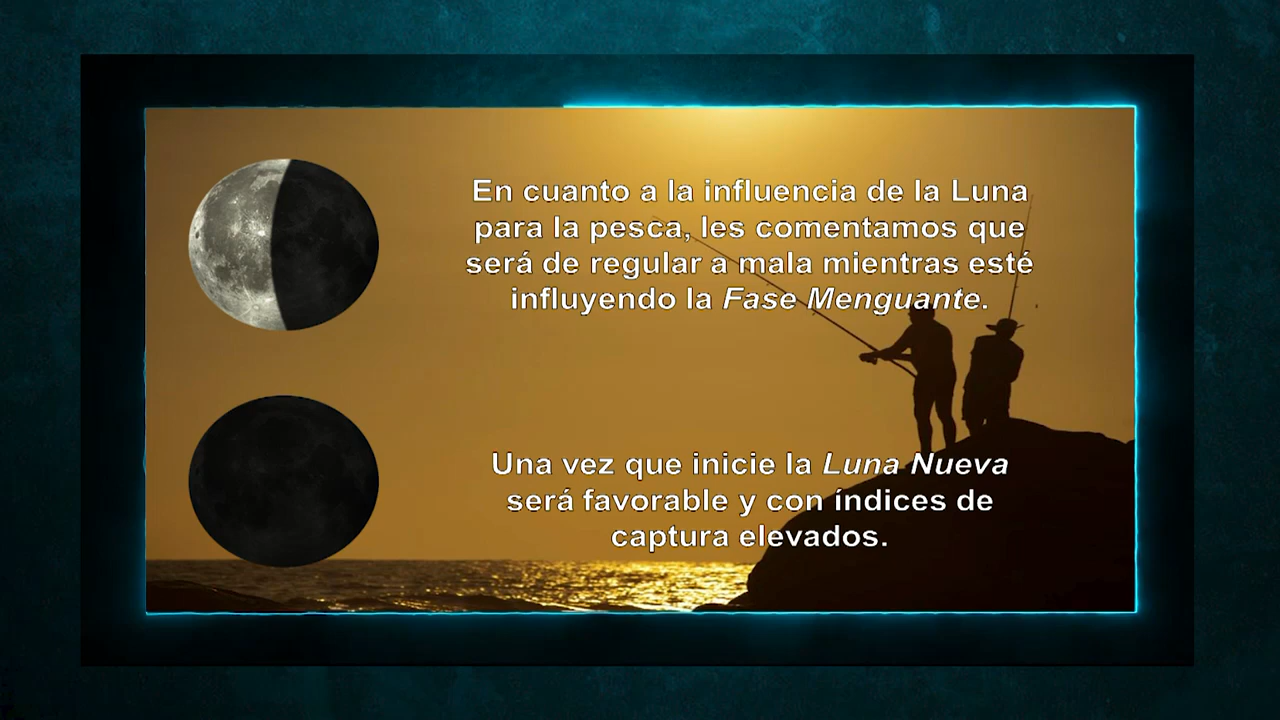 En cuanto a la influencia de la Luna
para la pesca, les comentamos que
será de regular a mala mientras esté
influyendo la Fase Menguante.
Una vez que inicie la Luna Nueva
será favorable y con índices de
captura elevados.